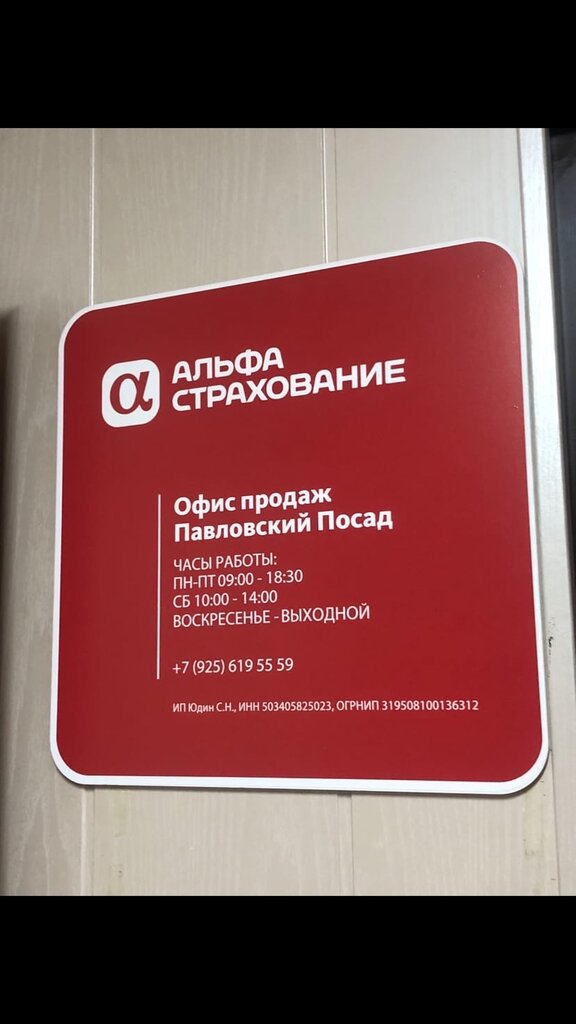 α АЛЬФА
СТРАХОВАНИЕ
Офис продаж
Павловский Посад
ЧАСЫ РАБОТЫ:
ПН-ПТ 09:00 - 18:30
СБ 10:00 - 14:00
ВОСКРЕСЕНЬЕ - ВЫХОДНОЙ
+7 (925) 619 55 59
ИП Юдин С.Н., ИНН 503405825023, ОГРНИП 319508100136312